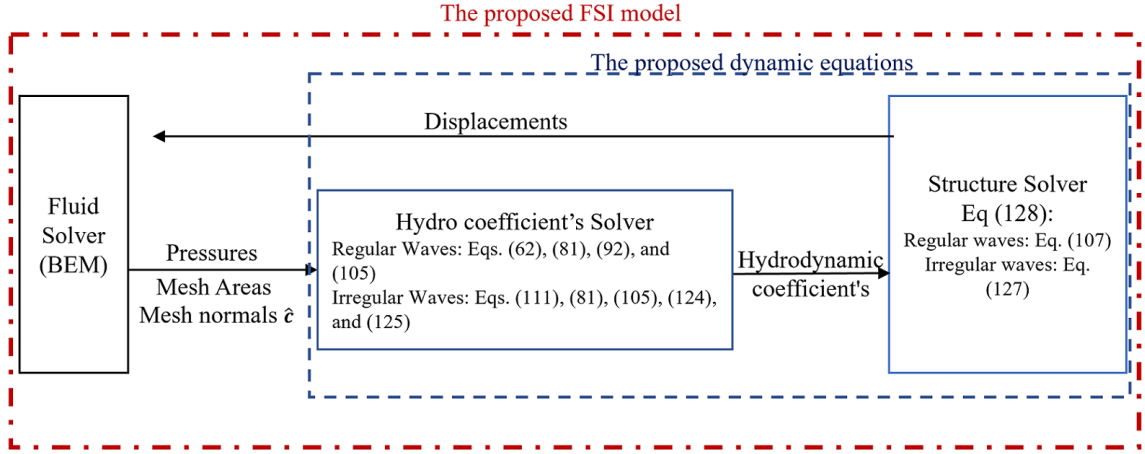 The proposed FSI model
The proposed dynamic equations
Displacements
Fluid
Solver
(BEM)
Pressures
Mesh Areas
Mesh normals ĉ
Hydro coefficient's Solver
Regular Waves: Eqs. (62), (81), (92), and
(105)
Irregular Waves: Eqs. (111), (81), (105), (124),
and (125)
Hydrodynamic
coefficient's
Structure Solver
Eq (128):
Regular waves: Eq. (107)
Irregular waves: Eq.
(127)